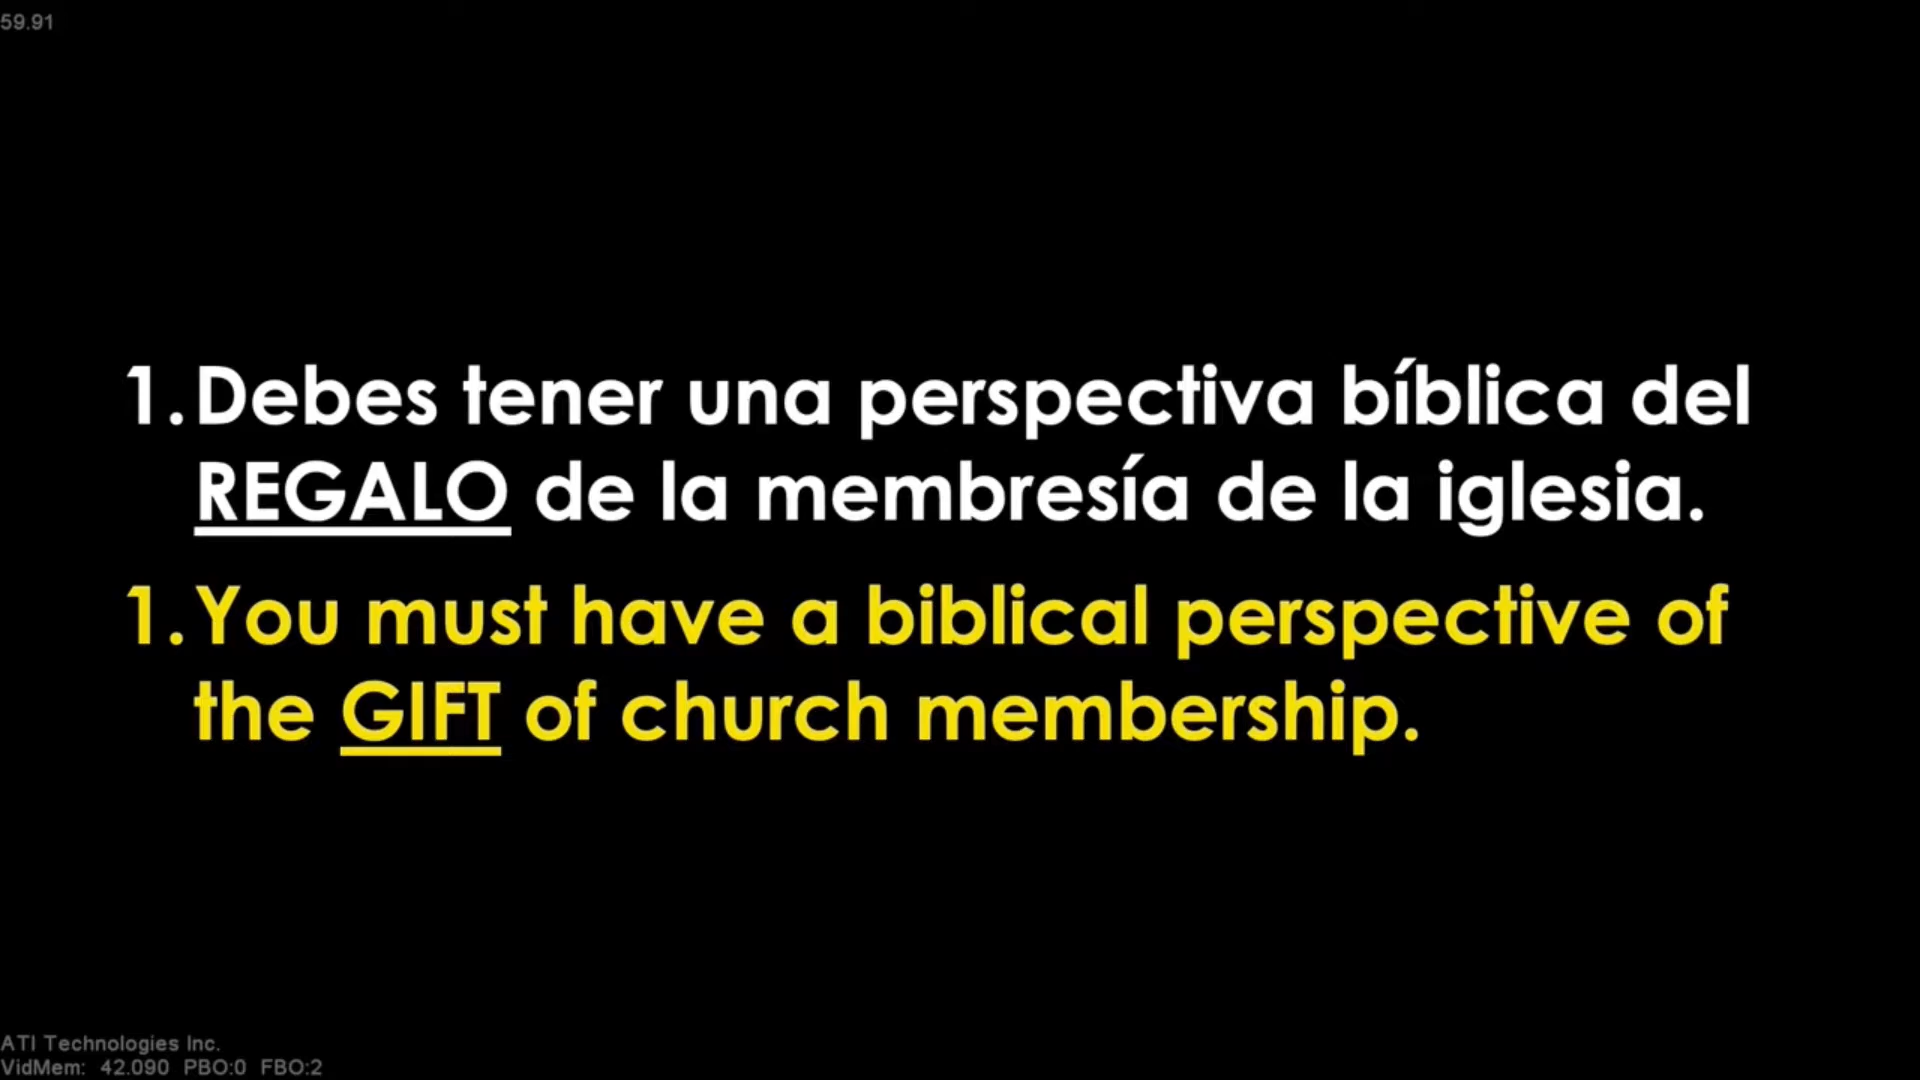 59.91
1. Debes tener una perspectiva bíblica del
REGALO de la membresía de la iglesia.
1. You must have a biblical perspective of
the GIFT of church membership.
ATI Technologies Inc.
VidMem: 42.090 PBO:0 FBO:2